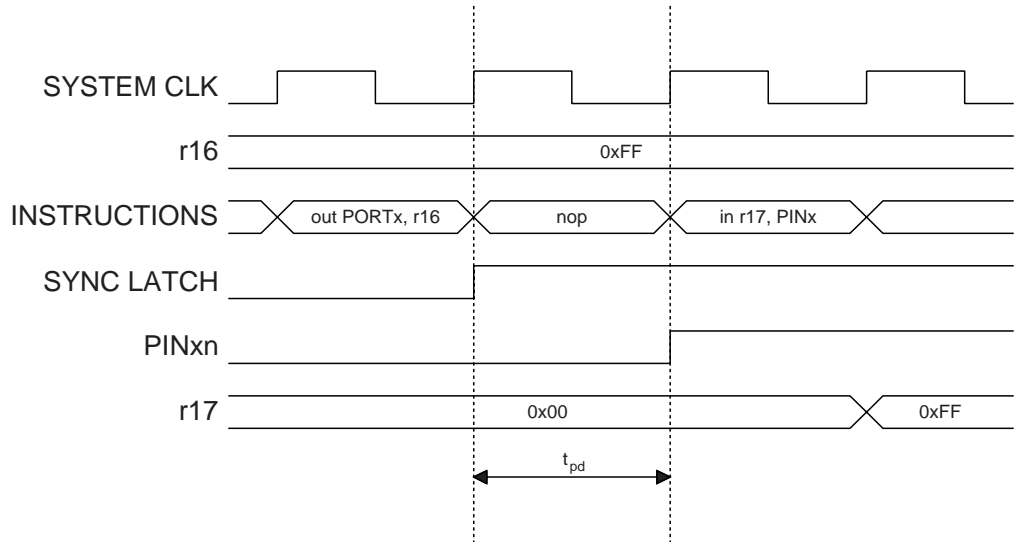 SYSTEM CLK
r16
0xFF
INSTRUCTIONS
out PORTx, r16
nop
in r17, PINx
SYNC LATCH
PINxn
r17
0x00
0xFF
tpd